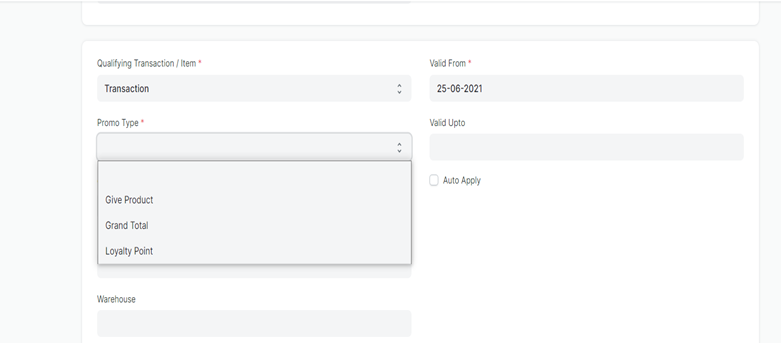 Qualifying Transaction / Item *
Transaction
Promo Type *
Give Product
Grand Total
Loyalty Point
Warehouse
Valid From *
25-06-2021
Valid Upto
Auto Apply